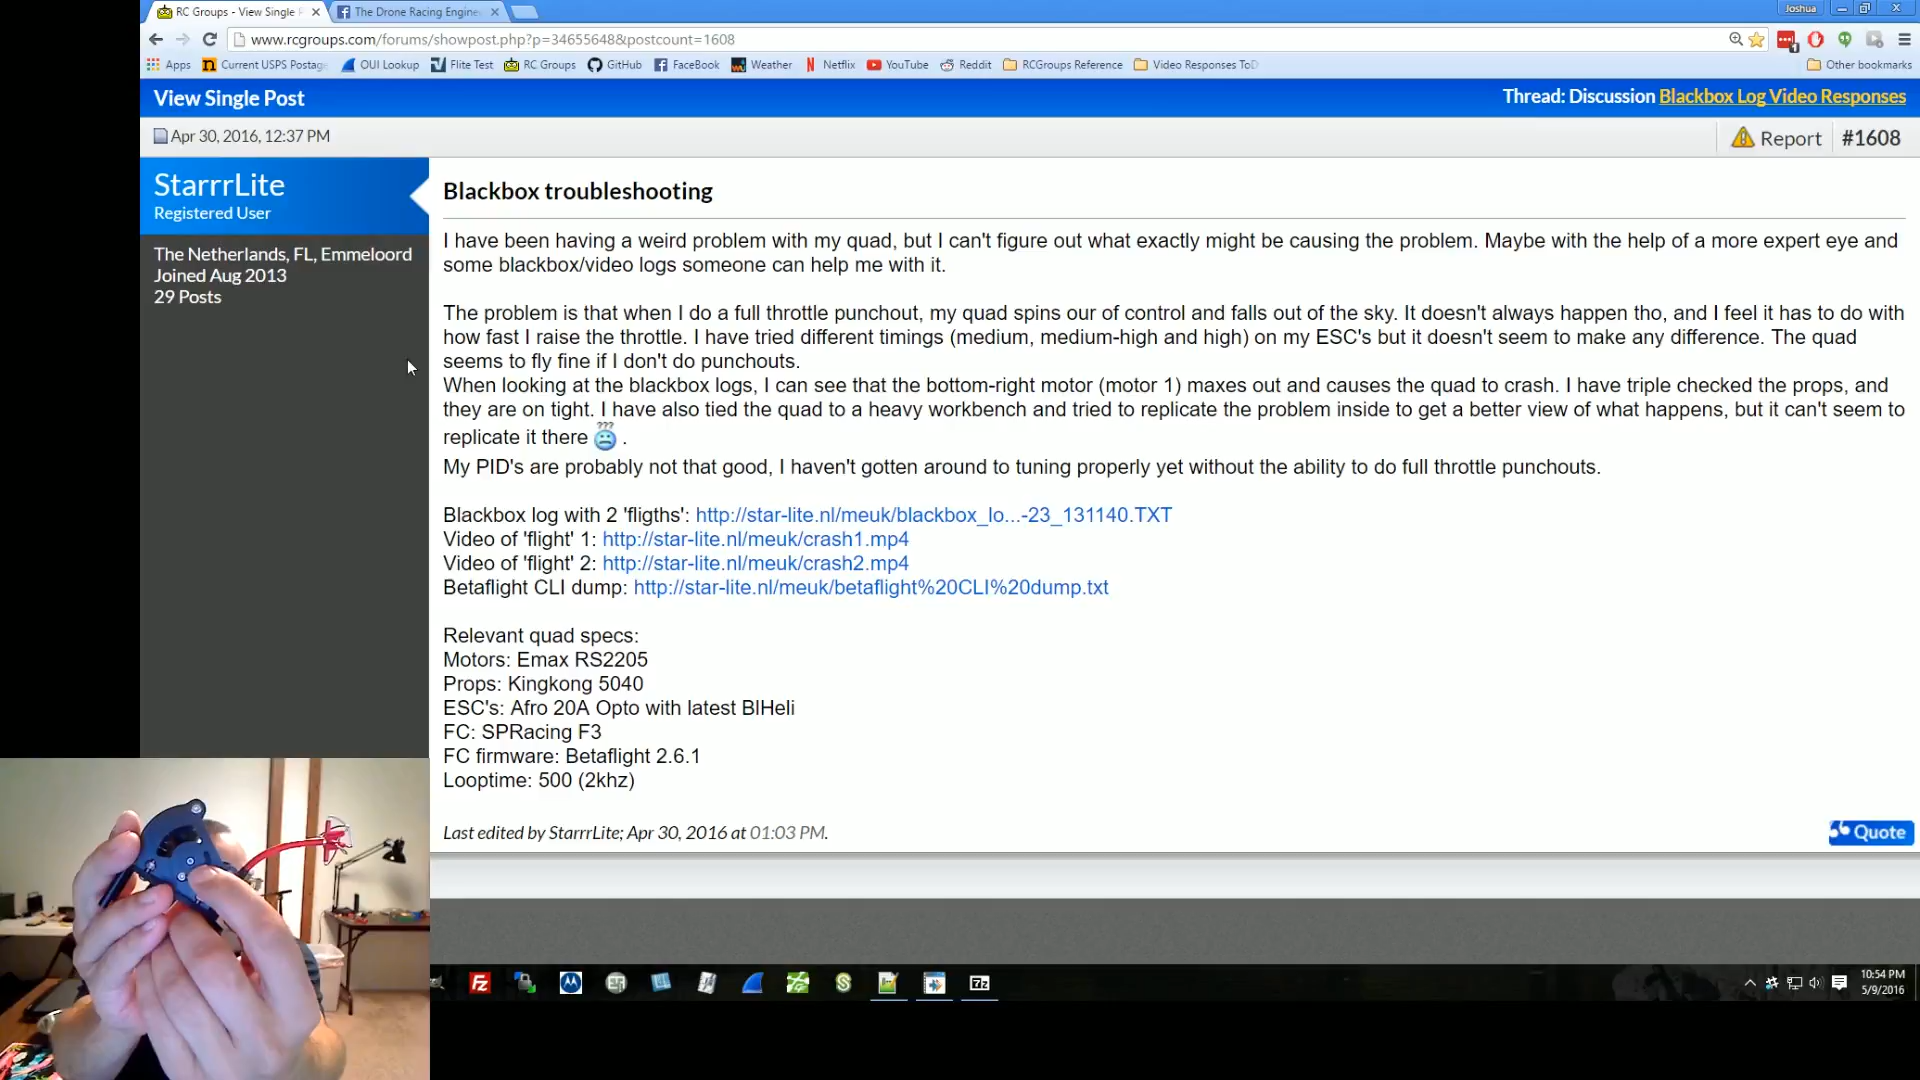 RC Groups - View Single P
The Drone Racing Engine
Joshua
www.rcgroups.com/forums/showpost.php?p=34655648&postcount=1608
Apps
Current USPS Postage
OUI Lookup
Flite Test
RC Groups
GitHub
FaceBook
Weather
Netflix
YouTube
Reddit
RCGroups Reference
Video Responses ToD
Other bookmarks
View Single Post
Thread: Discussion Blackbox Log Video Responses
Apr 30, 2016, 12:37 PM
Report
#1608
StarrrLite
Registered User
The Netherlands, FL, Emmeloord
Joined Aug 2013
29 Posts
Blackbox troubleshooting
I have been having a weird problem with my quad, but I can't figure out what exactly might be causing the problem. Maybe with the help of a more expert eye and
some blackbox/video logs someone can help me with it.
The problem is that when I do a full throttle punchout, my quad spins our of control and falls out of the sky. It doesn't always happen tho, and I feel it has to do with
how fast I raise the throttle. I have tried different timings (medium, medium-high and high) on my ESC's but it doesn't seem to make any difference. The quad
seems to fly fine if I don't do punchouts.
When looking at the blackbox logs, I can see that the bottom-right motor (motor 1) maxes out and causes the quad to crash. I have triple checked the props, and
they are on tight. I have also tied the quad to a heavy workbench and tried to replicate the problem inside to get a better view of what happens, but it can't seem to
replicate it there ??? .
My PID's are probably not that good, I haven't gotten around to tuning properly yet without the ability to do full throttle punchouts.
Blackbox log with 2 'fligths': http://star-lite.nl/meuk/blackbox_lo...-23_131140.TXT
Video of 'flight' 1: http://star-lite.nl/meuk/crash1.mp4
Video of 'flight' 2: http://star-lite.nl/meuk/crash2.mp4
Betaflight CLI dump: http://star-lite.nl/meuk/betaflight%20CLI%20dump.txt
Relevant quad specs:
Motors: Emax RS2205
Props: Kingkong 5040
ESC's: Afro 20A Opto with latest BlHeli
FC: SPRacing F3
FC firmware: Betaflight 2.6.1
Looptime: 500 (2khz)
Last edited by StarrrLite; Apr 30, 2016 at 01:03 PM.
Quote
10:54 PM
5/9/2016